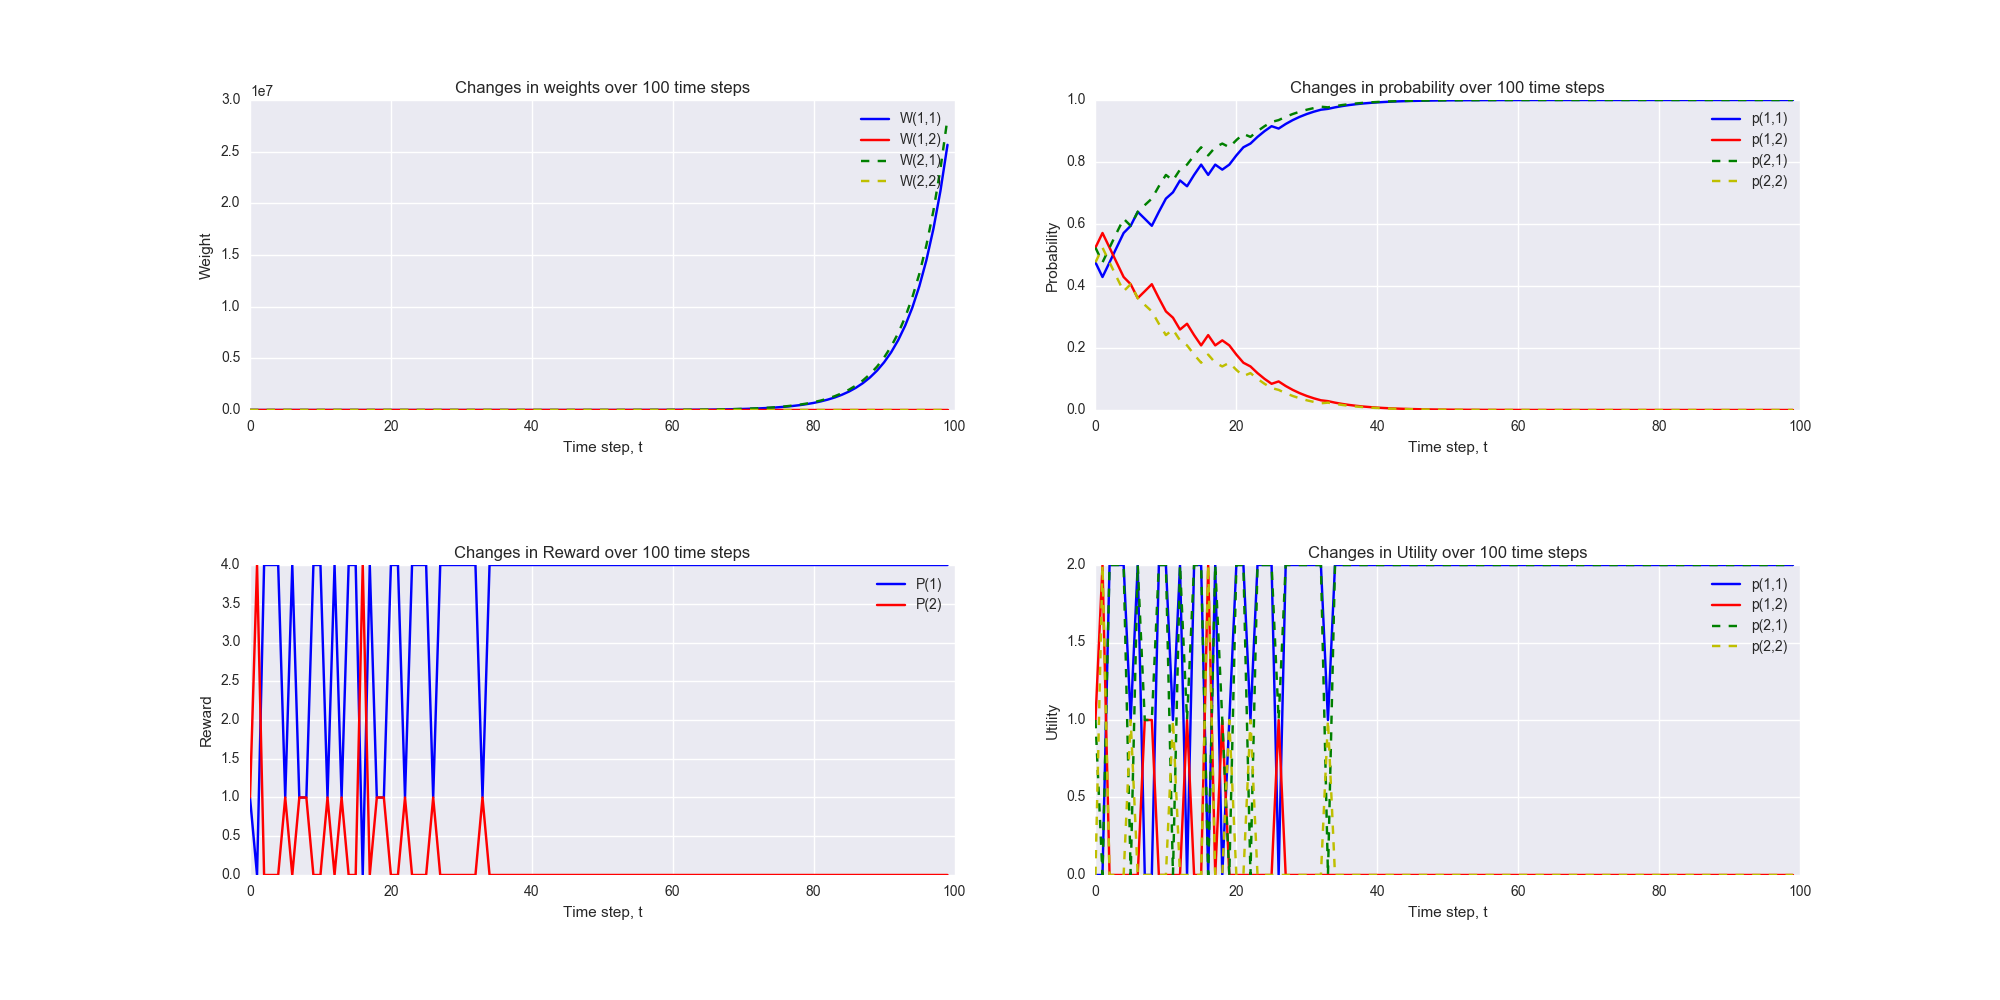 Changes in weights over 100 time steps
1e7
3.0
2.5
2.0
1.5
1.0
0.5
0.0
Weight
0 20 40 60 80 100
Time step, t
W(1,1)
W(1,2)
W(2,1)
W(2,2)
Changes in probability over 100 time steps
1.0
0.8
0.6
0.4
0.2
0.0
Probability
0 20 40 60 80 100
Time step, t
p(1,1)
p(1,2)
p(2,1)
p(2,2)
Changes in Reward over 100 time steps
4.0
3.5
3.0
2.5
2.0
1.5
1.0
0.5
0.0
Reward
0 20 40 60 80 100
Time step, t
P(1)
P(2)
Changes in Utility over 100 time steps
2.0
1.5
1.0
0.5
0.0
Utility
0 20 40 60 80 100
Time step, t
p(1,1)
p(1,2)
p(2,1)
p(2,2)